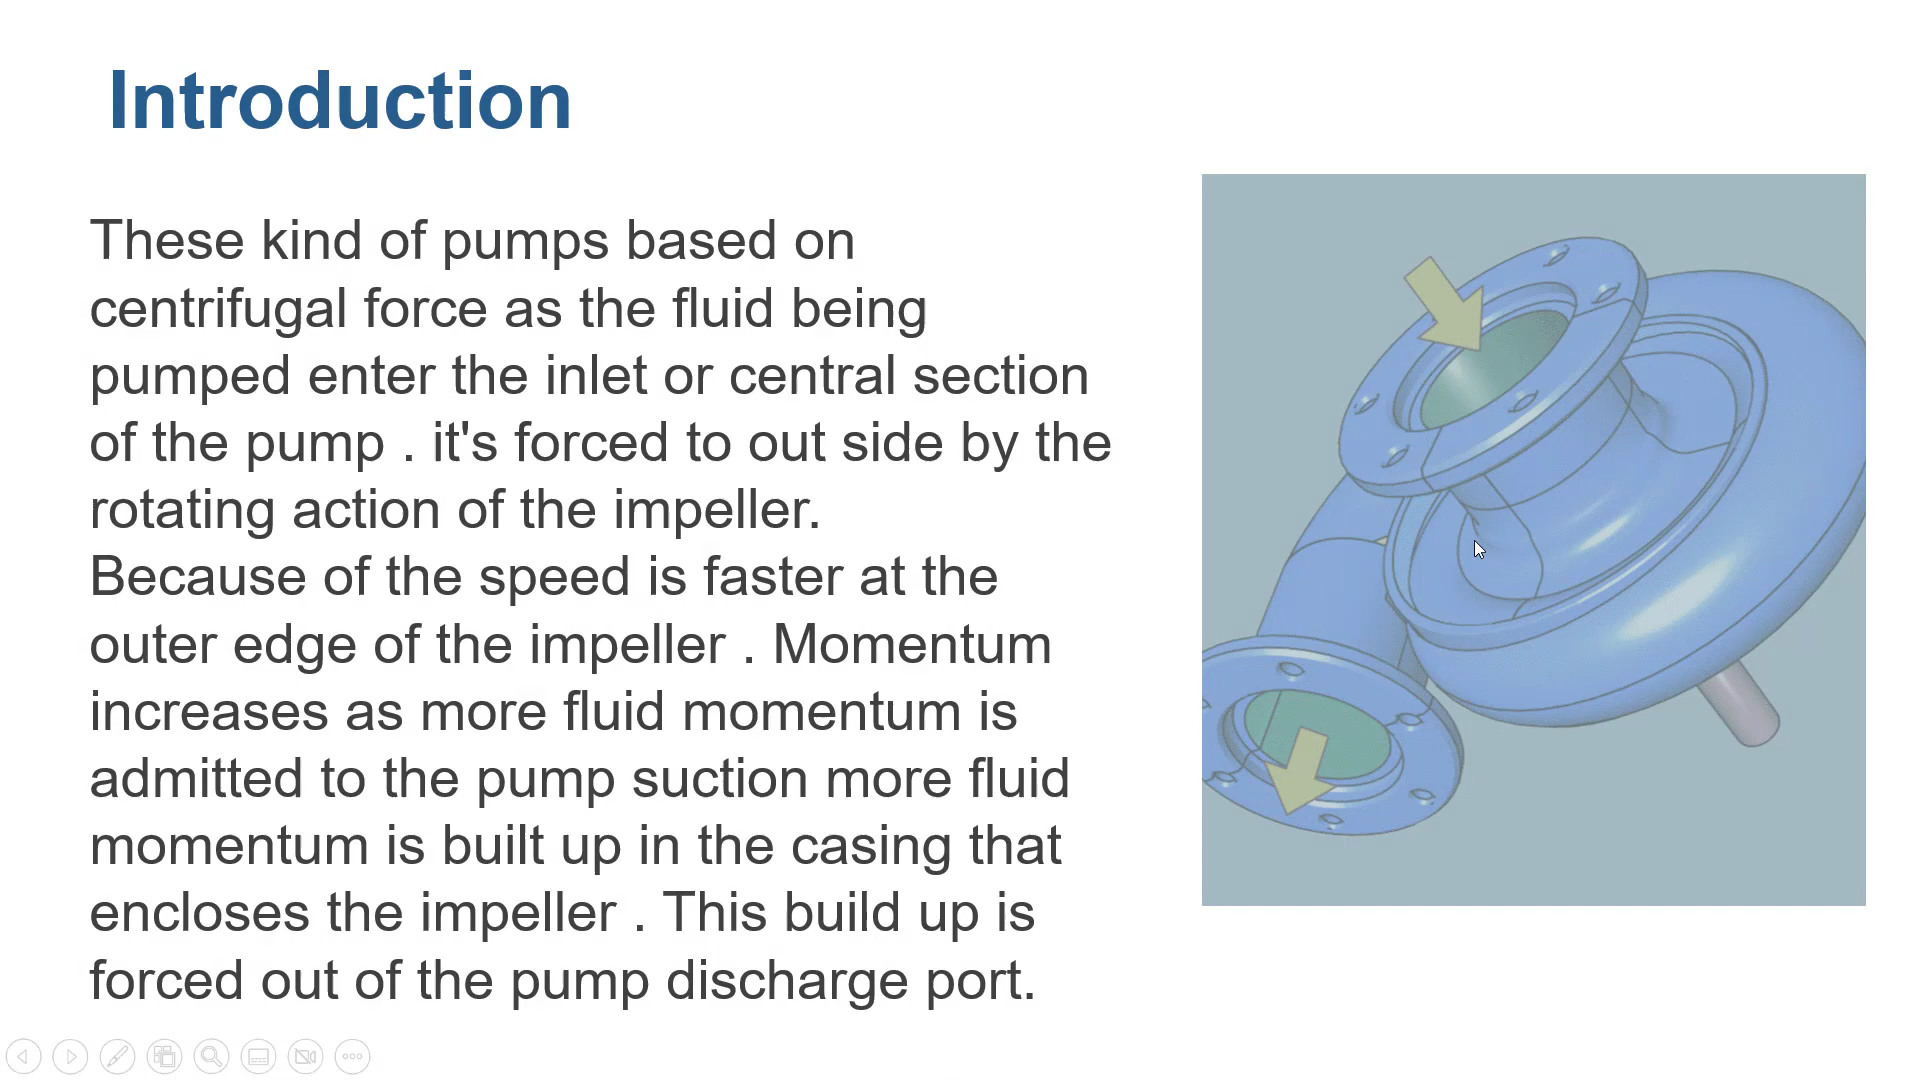 Introduction
These kind of pumps based on
centrifugal force as the fluid being
pumped enter the inlet or central section
of the pump . it's forced to out side by the
rotating action of the impeller.
Because of the speed is faster at the
outer edge of the impeller . Momentum
increases as more fluid momentum is
admitted to the pump suction more fluid
momentum is built up in the casing that
encloses the impeller . This build up is
forced out of the pump discharge port.